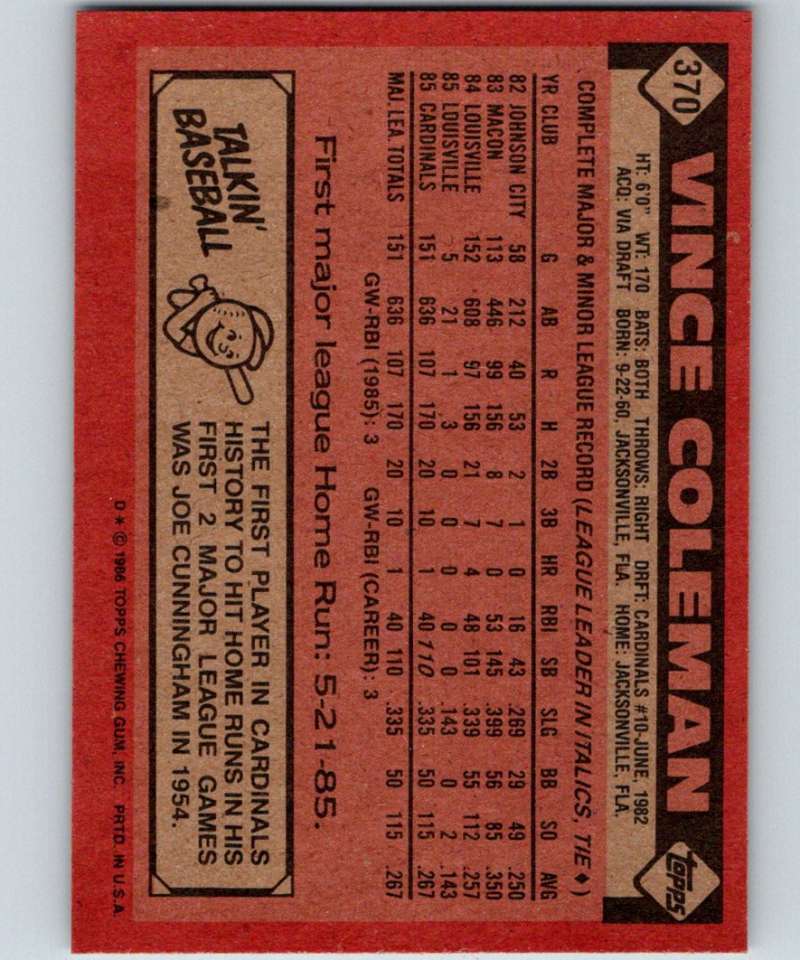 370
VINCE COLEMAN
topps
HT: 6'0" WT: 170 BATS: BOTH THROWS: RIGHT DRFT: CARDINALS #10-JUNE, 1982
ACQ: VIA DRAFT BORN: 9-22-60, JACKSONVILLE, FLA. HOME: JACKSONVILLE, FLA.
COMPLETE MAJOR & MINOR LEAGUE RECORD (LEAGUE LEADER IN ITALICS, TIE ♦)
YR CLUB G AB R H 2B 3B HR RBI SB SLG BB SO AVG
82 JOHNSON CITY 58 212 40 53 2 1 0 16 43 .269 29 49 .250
83 MACON 113 446 99 156 8 7 0 53 145 .399 56 85 .350
84 LOUISVILLE 152 608 97 156 21 7 4 48 101 .339 55 112 .257
85 LOUISVILLE 5 21 1 3 0 0 0 0 0 .143 0 2 .143
85 CARDINALS 151 636 107 170 20 10 1 40 110 .335 50 115 .267
MAJ. LEA. TOTALS 151 636 107 170 20 10 1 40 110 .335 50 115 .267
GW-RBI (1985): 3 GW-RBI (CAREER): 3
First major league Home Run: 5-21-85.
TALKIN'
BASEBALL
THE FIRST PLAYER IN CARDINALS
HISTORY TO HIT HOME RUNS IN HIS
FIRST 2 MAJOR LEAGUE GAMES
WAS JOE CUNNINGHAM IN 1954.
D* © 1986 TOPPS CHEWING GUM, INC. PRTD. IN U.S.A.